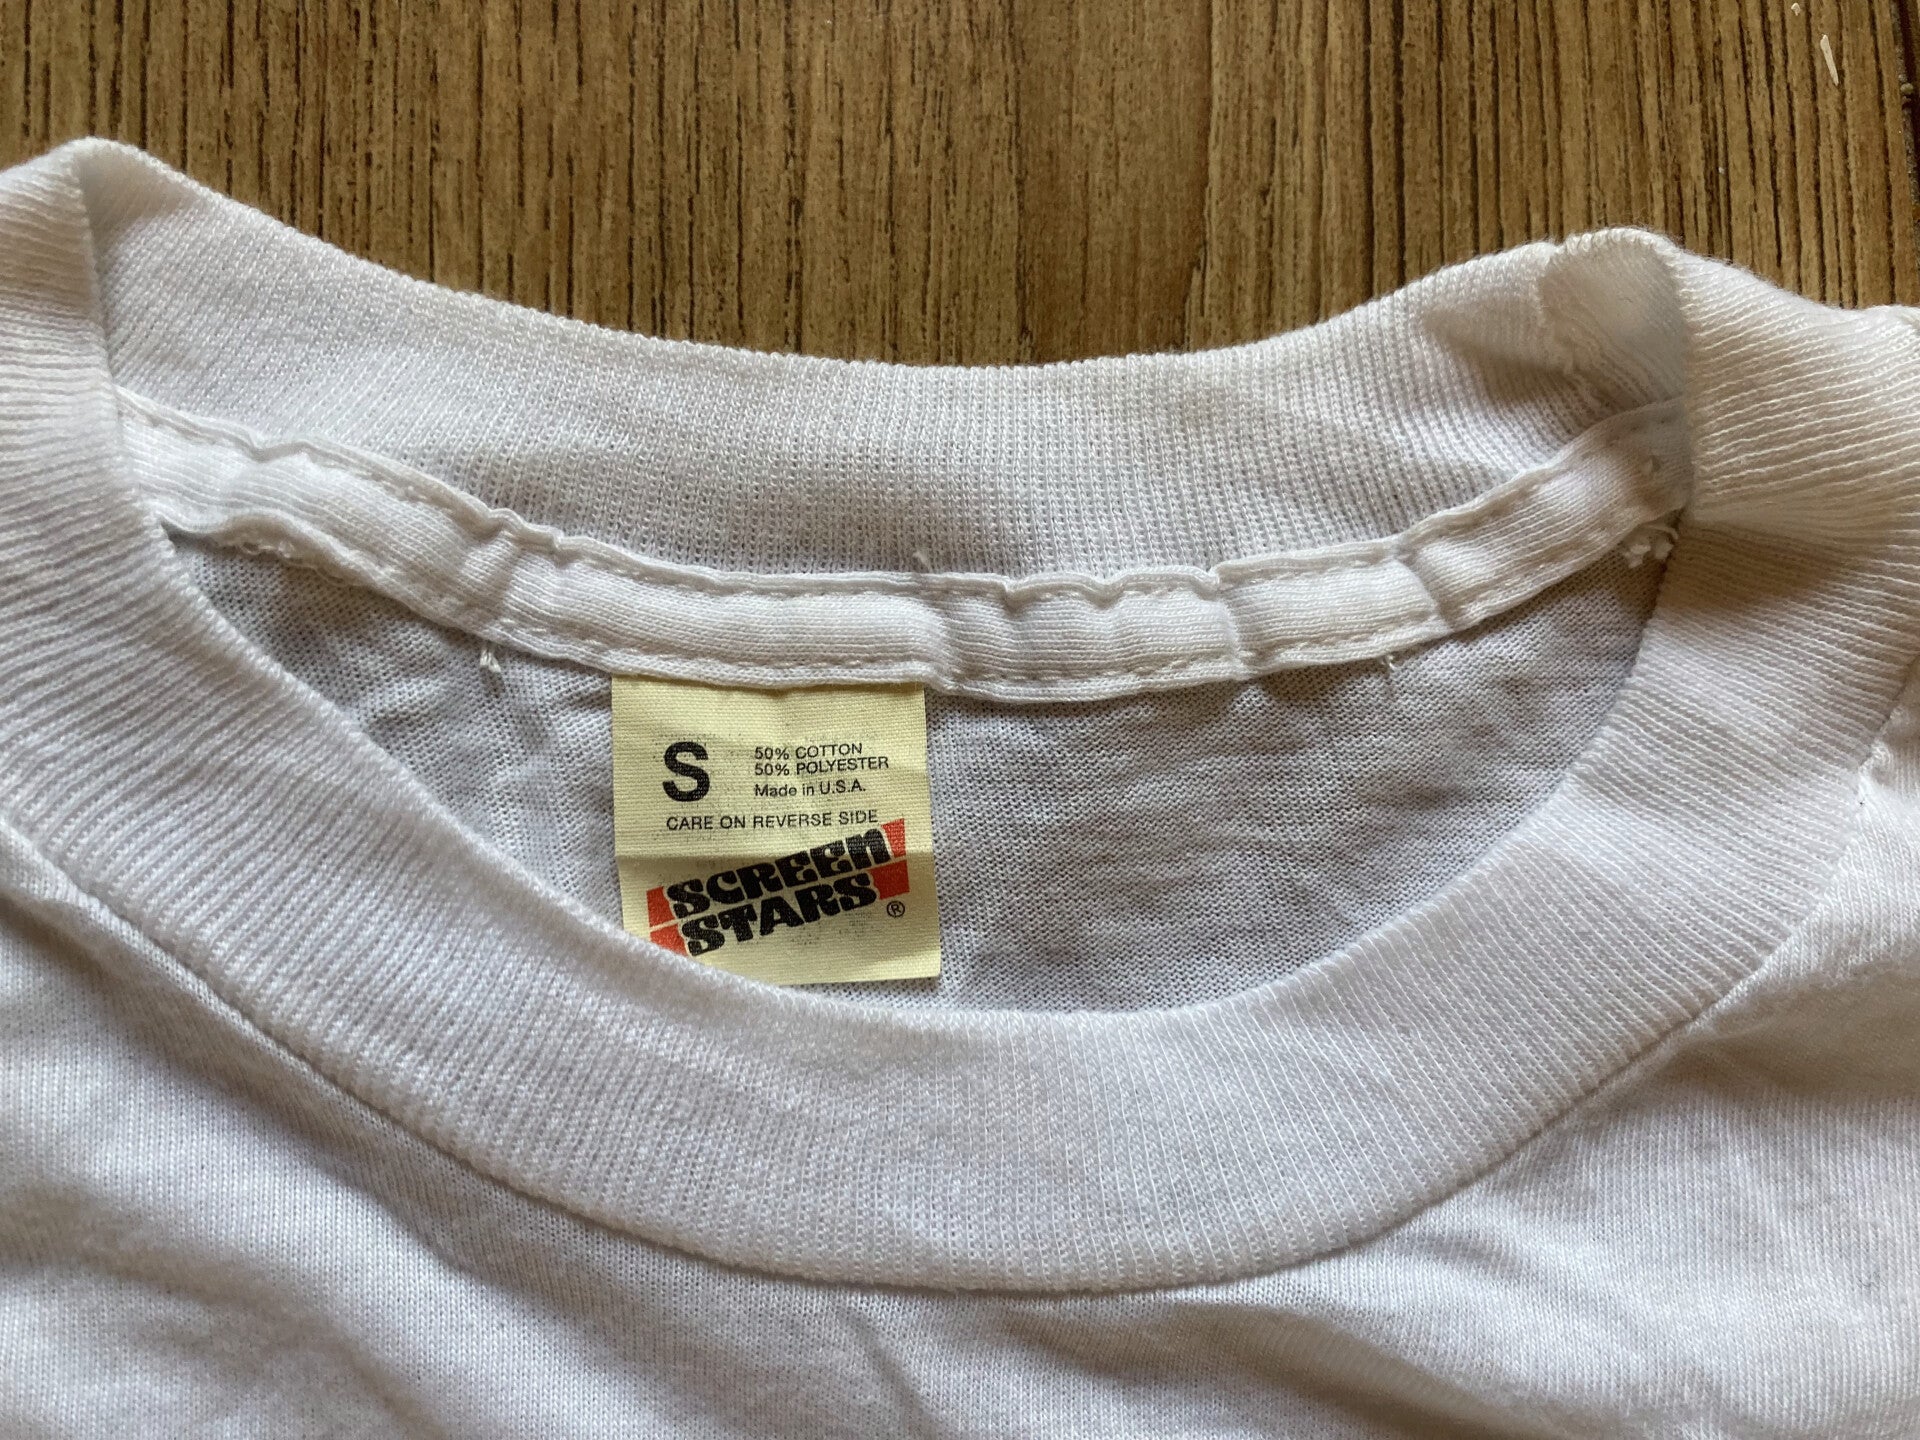 S
50% COTTON
50% POLYESTER
Made in U.S.A.
CARE ON REVERSE SIDE
SCREEN
STARS®